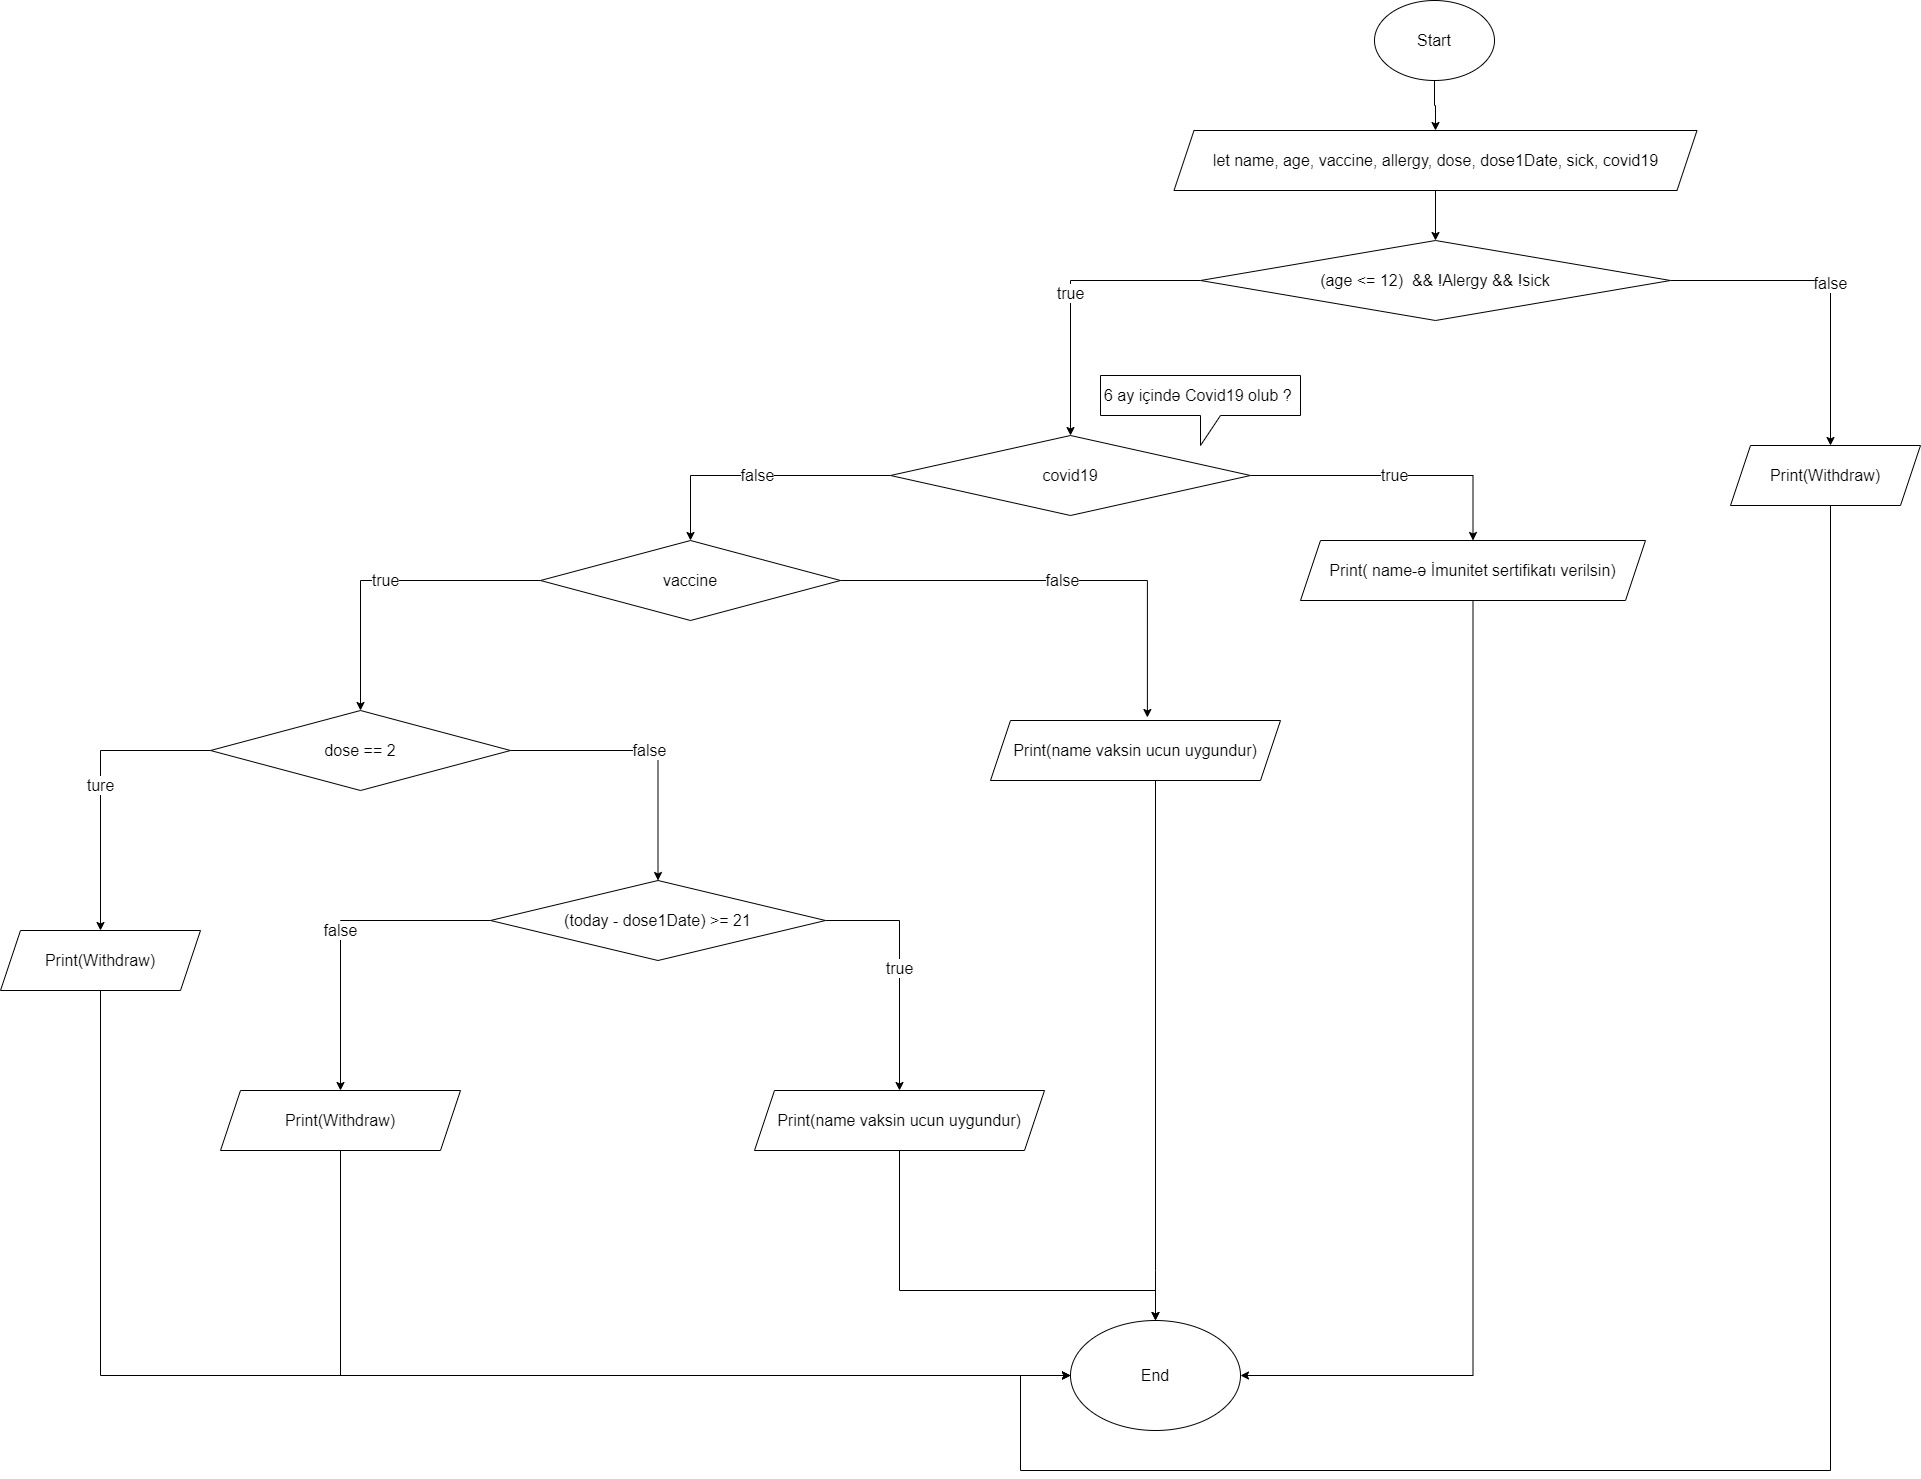 Start
let name, age, vaccine, allergy, dose, dose1Date, sick, covid19
(age <= 12)  && !Alergy && !sick
true
false
6 ay içində Covid19 olub ?
covid19
false
true
Print(Withdraw)
vaccine
true
false
Print( name-ə İmunitet sertifikatı verilsin)
dose == 2
ture
false
Print(name vaksin ucun uygundur)
(today - dose1Date) >= 21
false
true
Print(Withdraw)
Print(Withdraw)
Print(name vaksin ucun uygundur)
End